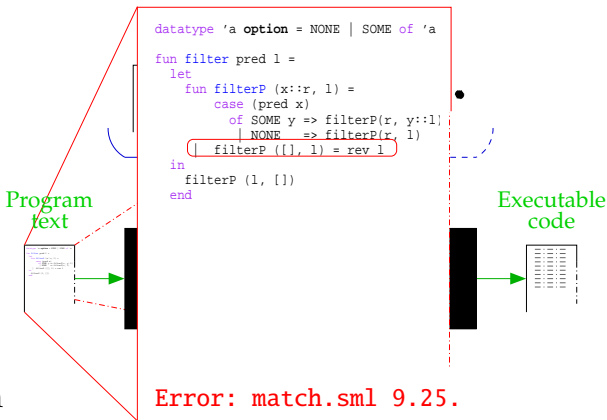 datatype 'a option = NONE | SOME of 'a
fun filter pred l =
let
fun filterP (x::r, l) =
case (pred x)
of SOME y => filterP(r, y::l)
| NONE => filterP(r, l)
| filterP ([], l) = rev l
in
filterP (l, [])
end
Program
text
Executable
code
Error: match.sml 9.25.